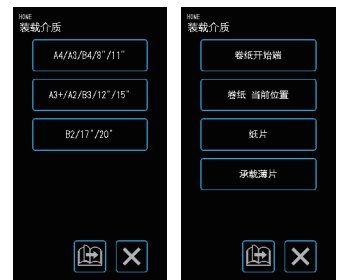 HOME
装载介质
A4/A3/B4/8"/11"
A3+/A2/B3/12"/15"
B2/17"/20"
HOME
装载介质
卷纸开始端
卷纸 当前位置
纸片
承载薄片